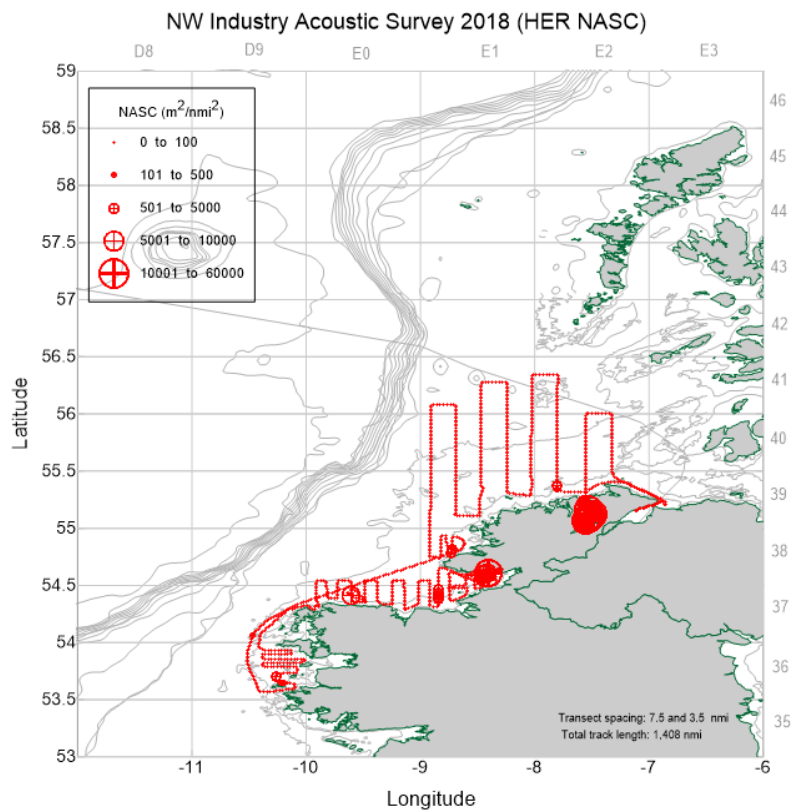 NW Industry Acoustic Survey 2018 (HER NASC)
D8 D9 E0 E1 E2 E3
59
58.5
58
57.5
57
56.5
56
55.5
55
54.5
54
53.5
53
Latitude
NASC (m²/nmi²)
0 to 100
101 to 500
501 to 5000
5001 to 10000
10001 to 60000
46
45
44
43
42
41
40
39
38
37
36
35
Transect spacing: 7.5 and 3.5 nmi
Total track length: 1,408 nmi
-11 -10 -9 -8 -7 -6
Longitude